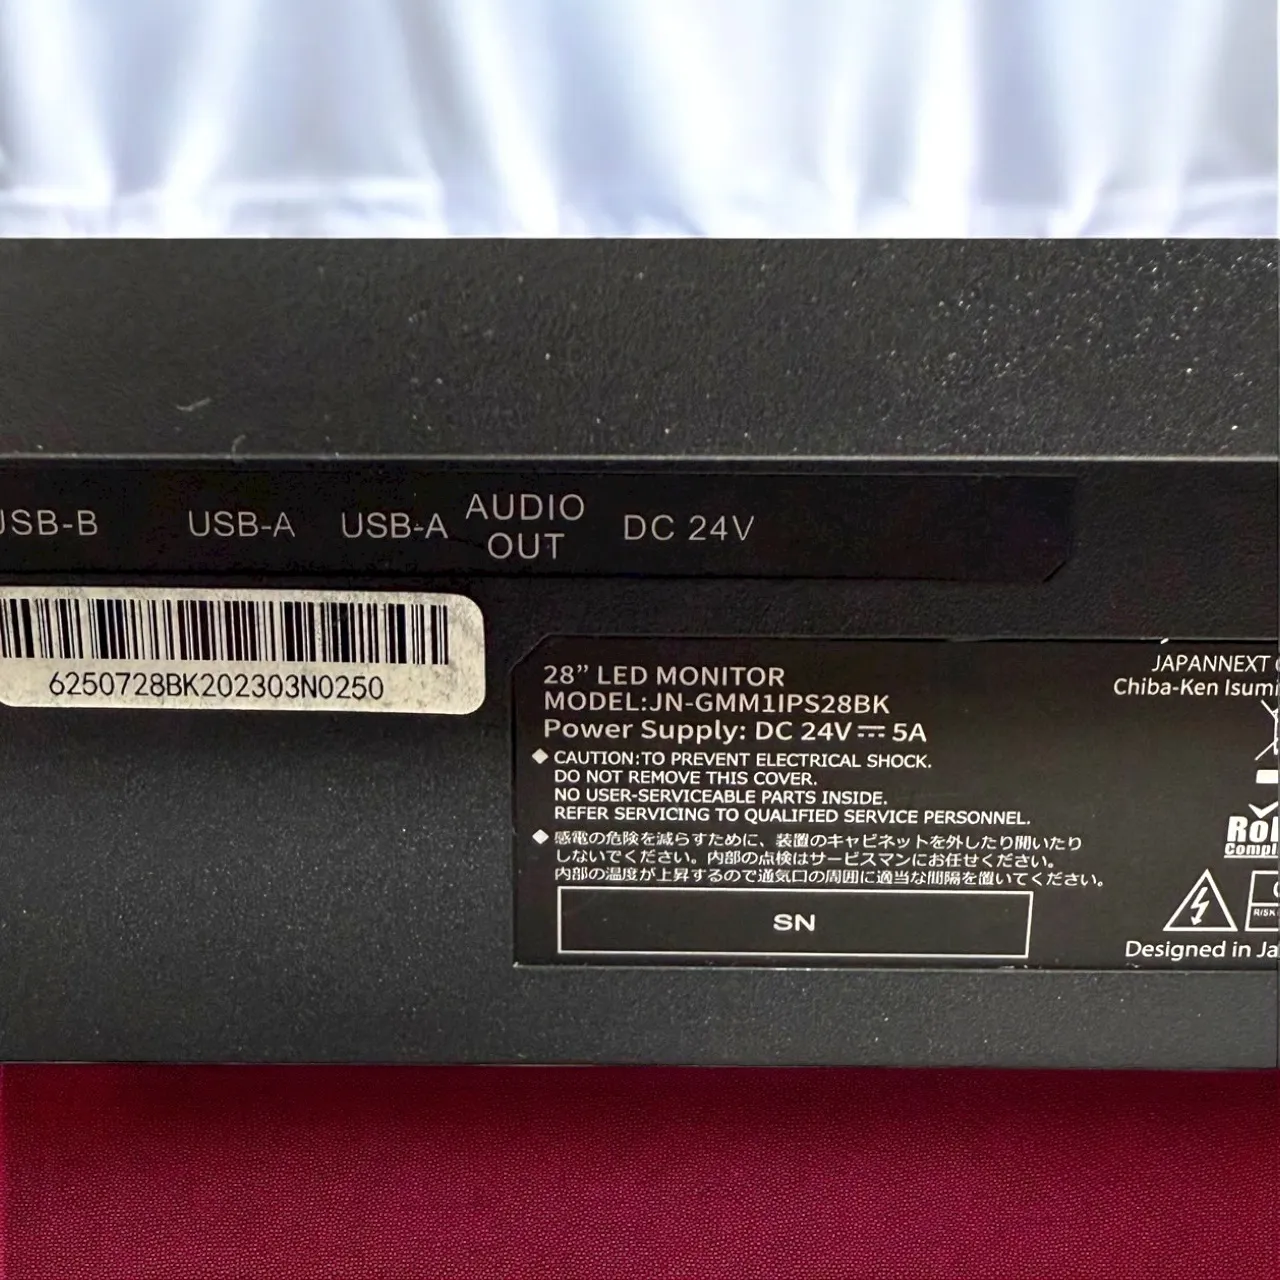 USB-B USB-A USB-A AUDIO OUT DC 24V
6250728BK202303N0250
28” LED MONITOR
MODEL:JN-GMM1IPS28BK
Power Supply: DC 24V⎓5A
◆ CAUTION:TO PREVENT ELECTRICAL SHOCK.
DO NOT REMOVE THIS COVER.
NO USER-SERVICEABLE PARTS INSIDE.
REFER SERVICING TO QUALIFIED SERVICE PERSONNEL.
◆ 感電の危険を減らすために、装置のキャビネットを外したり開いたり
しないでください。内部の点検はサービスマンにお任せください。
内部の温度が上昇するので通気口の周囲に適当な間隔を置いてください。
SN
JAPANNEXT
Chiba-Ken Isumi
Designed in